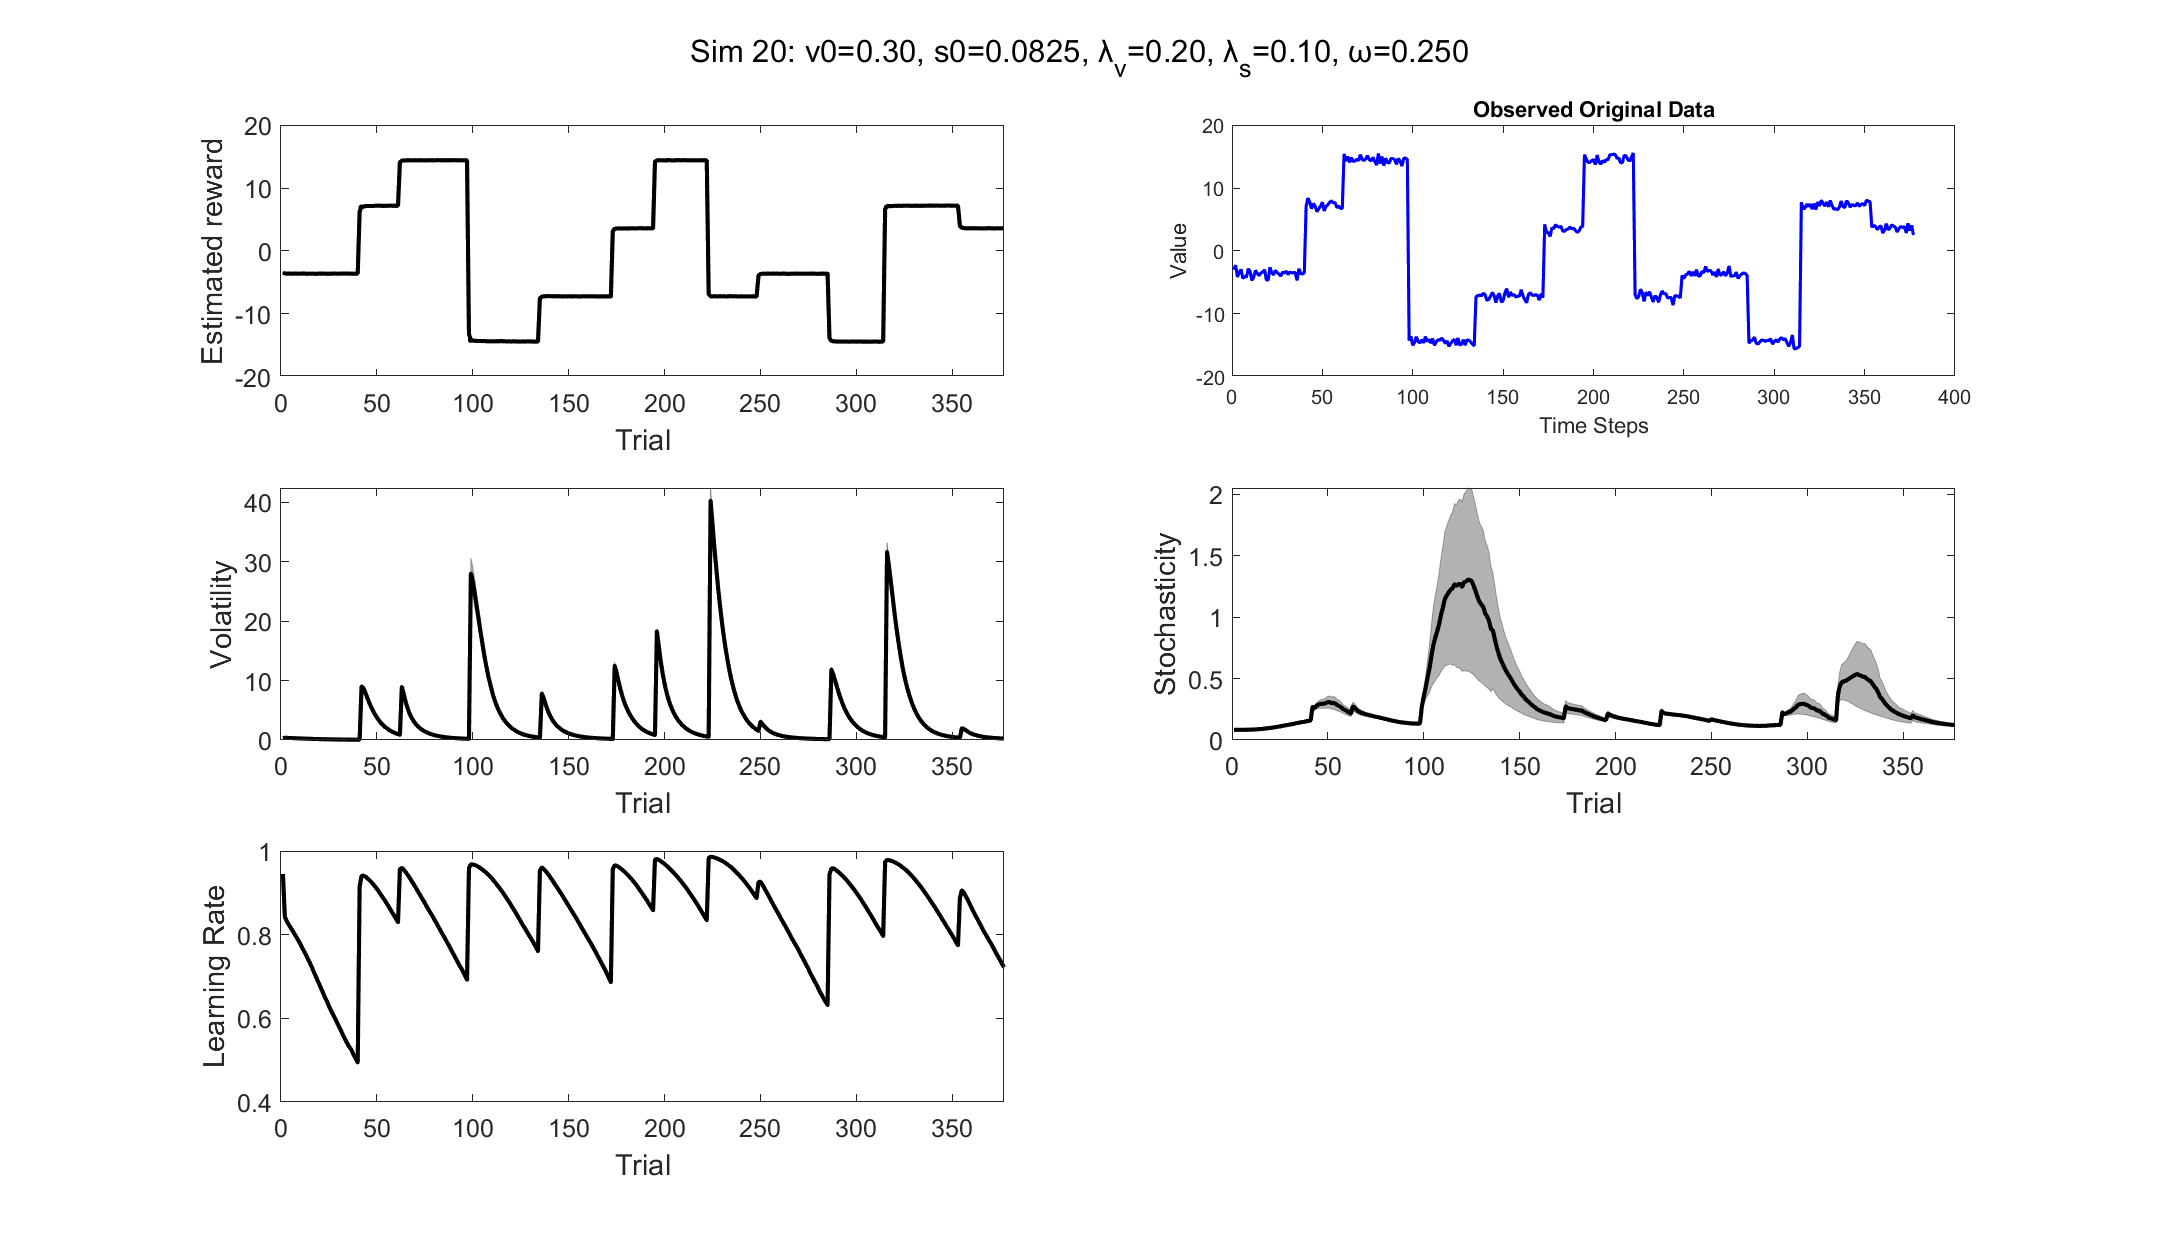 Sim 20: v0=0.30, s0=0.0825, λv=0.20, λs=0.10, ω=0.250
20
10
0
-10
-20
Estimated reward
0 50 100 150 200 250 300 350
Trial
Observed Original Data
20
10
0
-10
-20
Value
0 50 100 150 200 250 300 350 400
Time Steps
40
30
20
10
0
Volatility
0 50 100 150 200 250 300 350
Trial
2
1.5
1
0.5
0
Stochasticity
0 50 100 150 200 250 300 350
Trial
1
0.8
0.6
0.4
Learning Rate
0 50 100 150 200 250 300 350
Trial